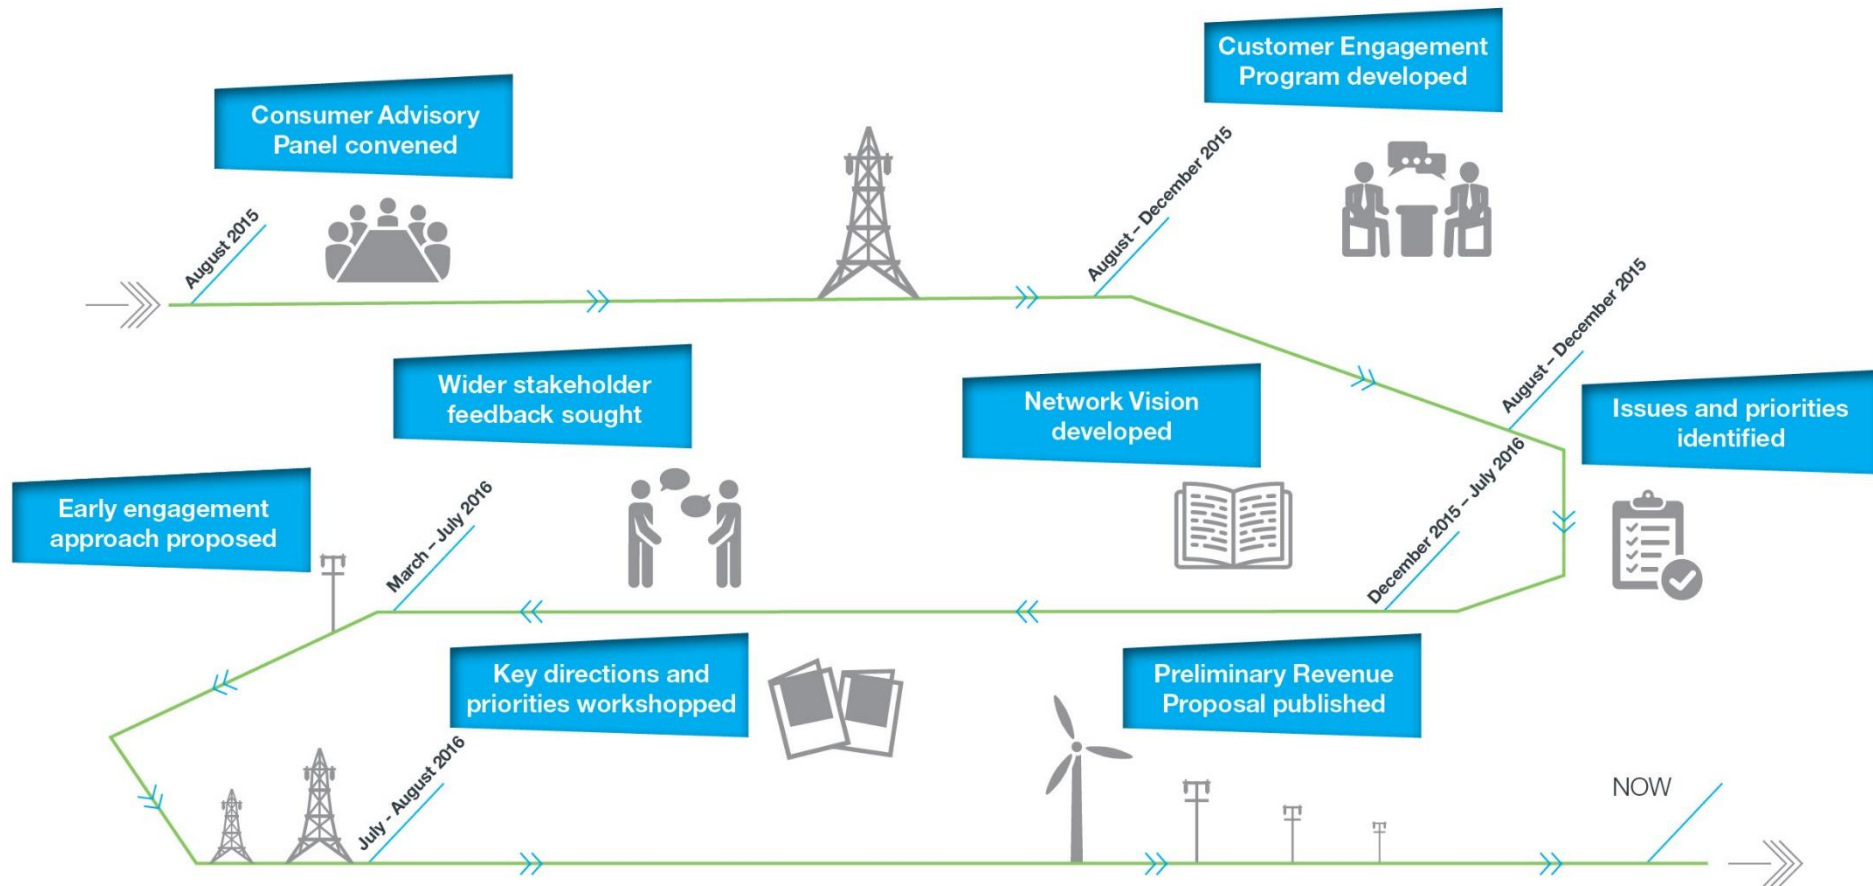 Consumer Advisory
Panel convened
August 2015
Customer Engagement
Program developed
August – December 2015
Issues and priorities
identified
August – December 2015
Network Vision
developed
December 2015 – July 2016
Wider stakeholder
feedback sought
March – July 2016
Early engagement
approach proposed
Key directions and
priorities workshopped
July - August 2016
Preliminary Revenue
Proposal published
NOW